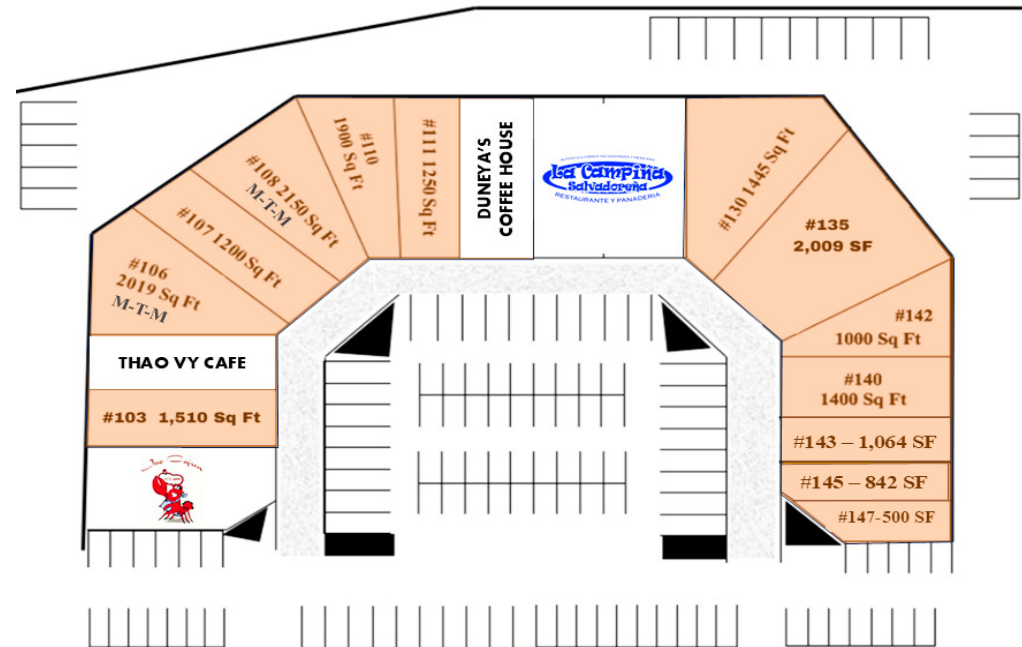 #103 1,510 Sq Ft
THAO VY CAFE
#106
2019 Sq Ft
M-T-M
#107 1200 Sq Ft
#108 2150 Sq Ft
M-T-M
#110
1900 Sq Ft
#111 1250 Sq Ft
DUNEYA'S
COFFEE HOUSE
La Campiña
Salvadoreña
RESTAURANTE Y PANADERIA
#130 1445 Sq Ft
#135
2,009 SF
#142
1000 Sq Ft
#140
1400 Sq Ft
#143 – 1,064 SF
#145 – 842 SF
#147-500 SF